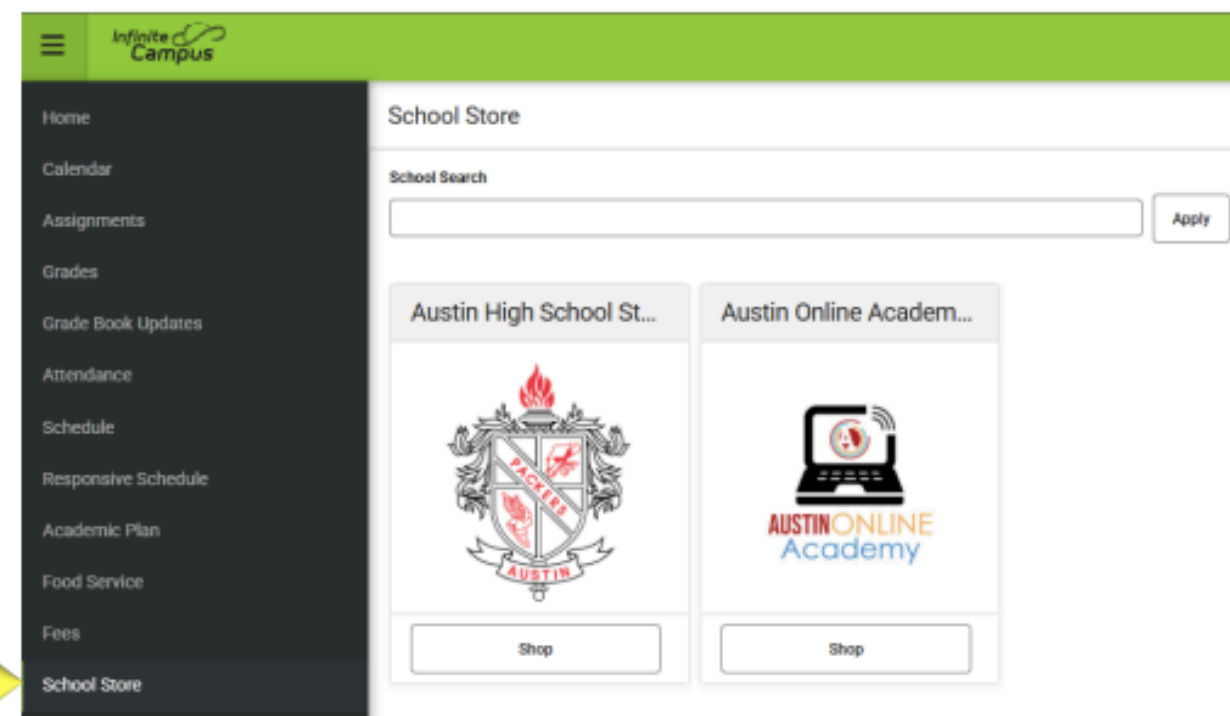 Infinite
Campus
Home
Calendar
Assignments
Grades
Grade Book Updates
Attendance
Schedule
Responsive Schedule
Academic Plan
Food Service
Fees
School Store
School Store
School Search
Apply
Austin High School St...
PACKERS
AUSTIN
Shop
Austin Online Academ...
A
AUSTINONLINE
Academy
Shop